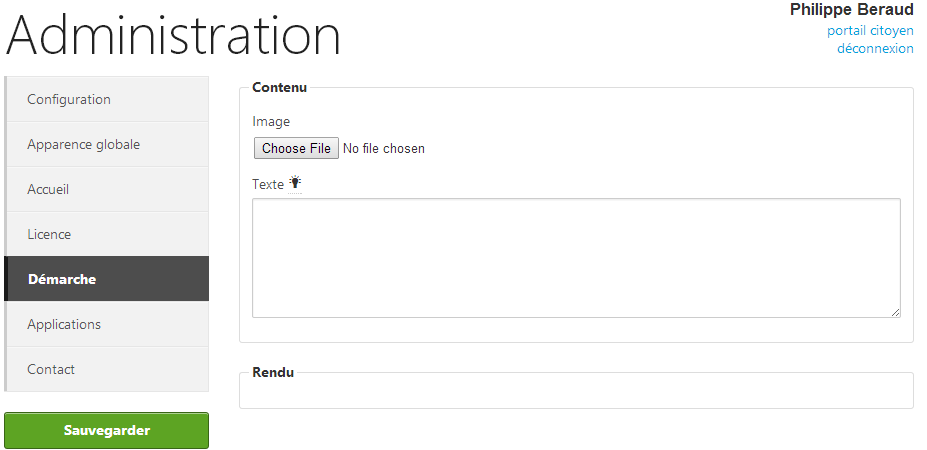 Administration
Philippe Beraud
portail citoyen
déconnexion
Configuration
Apparence globale
Accueil
Licence
Démarche
Applications
Contact
Sauvegarder
Contenu
Image
Choose File No file chosen
Texte
Rendu